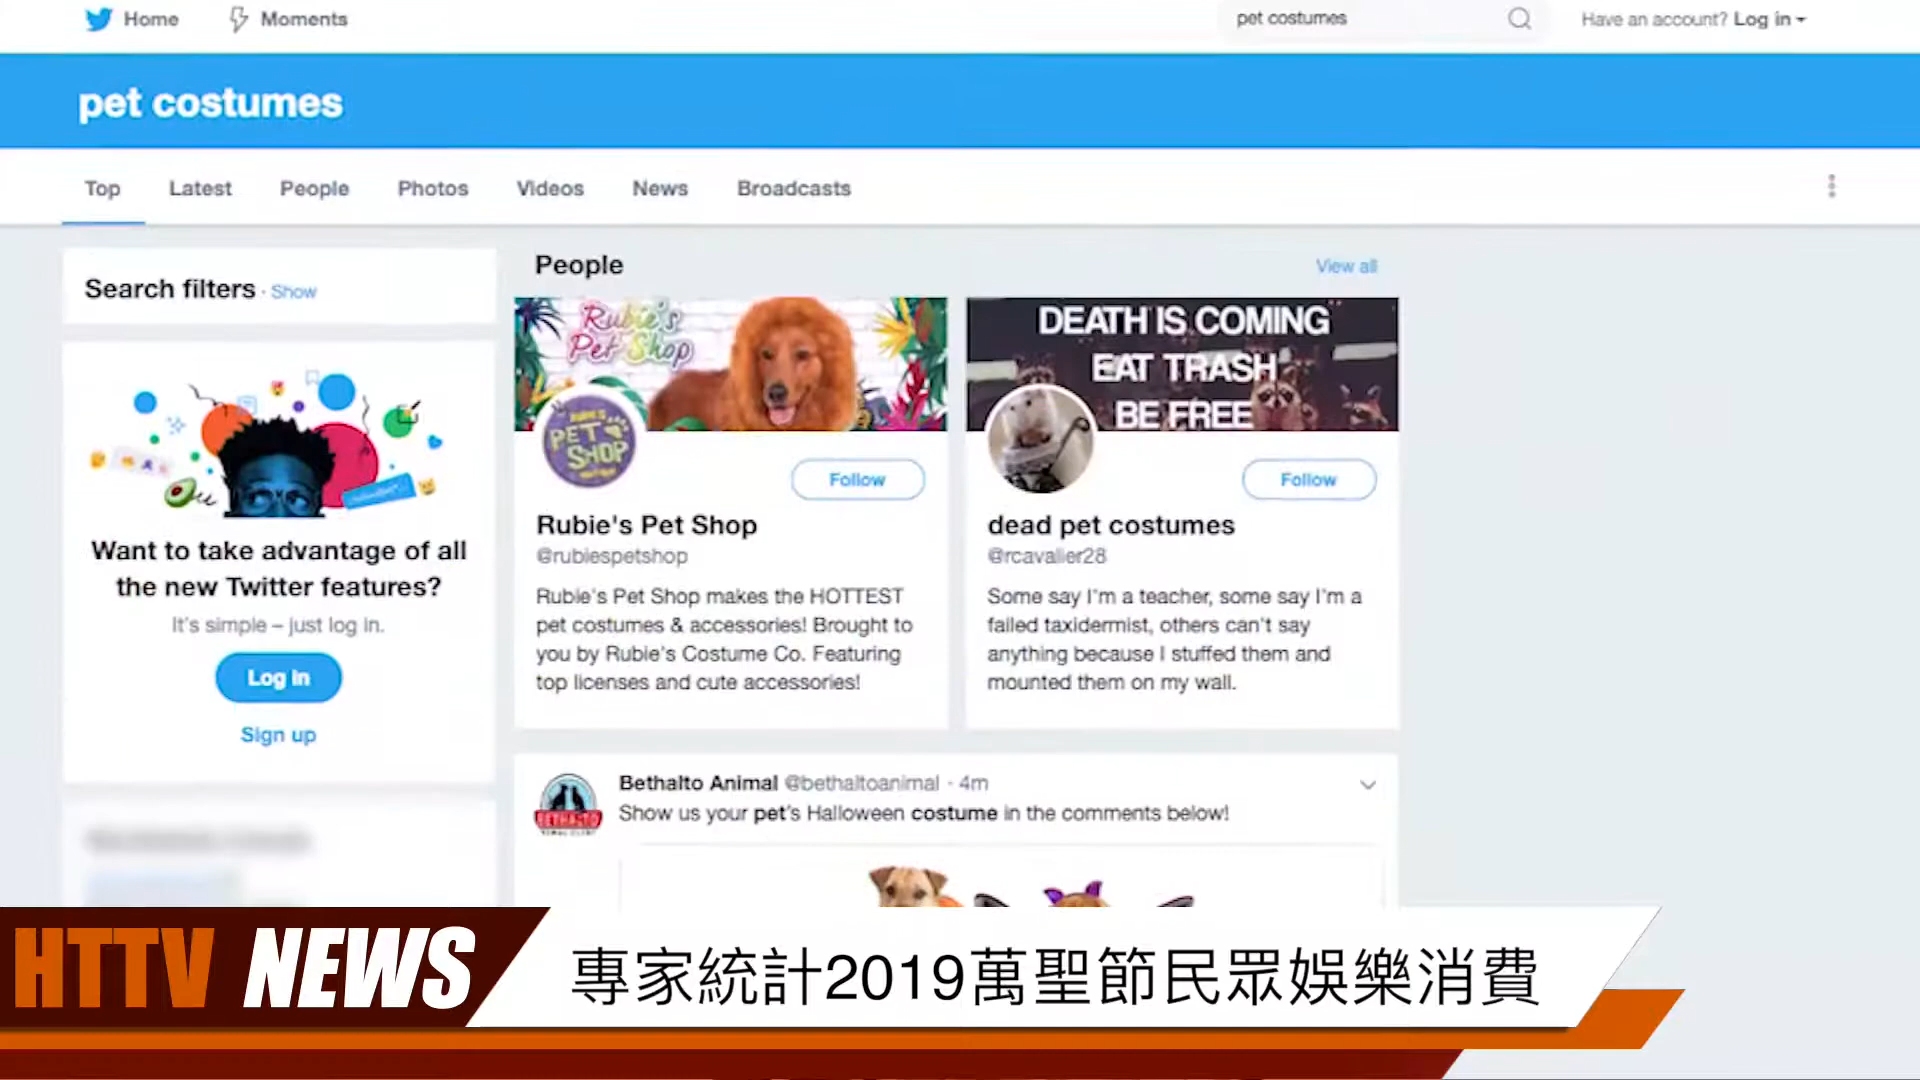 Home
Moments
pet costumes
Have an account? Log in
pet costumes
Top
Latest
People
Photos
Videos
News
Broadcasts
Search filters · Show
Want to take advantage of all
the new Twitter features?
It's simple – just log in.
Log in
Sign up
People
View all
Rubie's
Pet Shop
PET
SHOP
Follow
Rubie's Pet Shop
@rubiespetshop
Rubie's Pet Shop makes the HOTTEST
pet costumes & accessories! Brought to
you by Rubie's Costume Co. Featuring
top licenses and cute accessories!
DEATH IS COMING
EAT TRASH
BE FREE
Follow
dead pet costumes
@rcavalier28
Some say I'm a teacher, some say I'm a
failed taxidermist, others can't say
anything because I stuffed them and
mounted them on my wall.
Bethalto Animal @bethaltoanimal · 4m
Show us your pet's Halloween costume in the comments below!
BETHALTO
HTTV NEWS
專家統計2019萬聖節民眾娛樂消費